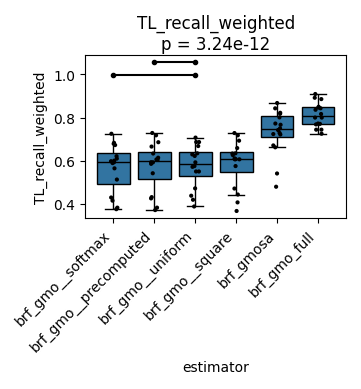 TL_recall_weighted
p = 3.24e-12
TL_recall_weighted
1.0
0.8
0.6
0.4
brf_gmo__softmax
brf_gmo__precomputed
brf_gmo__uniform
brf_gmo__square
brf_gmosa
brf_gmo_full
estimator